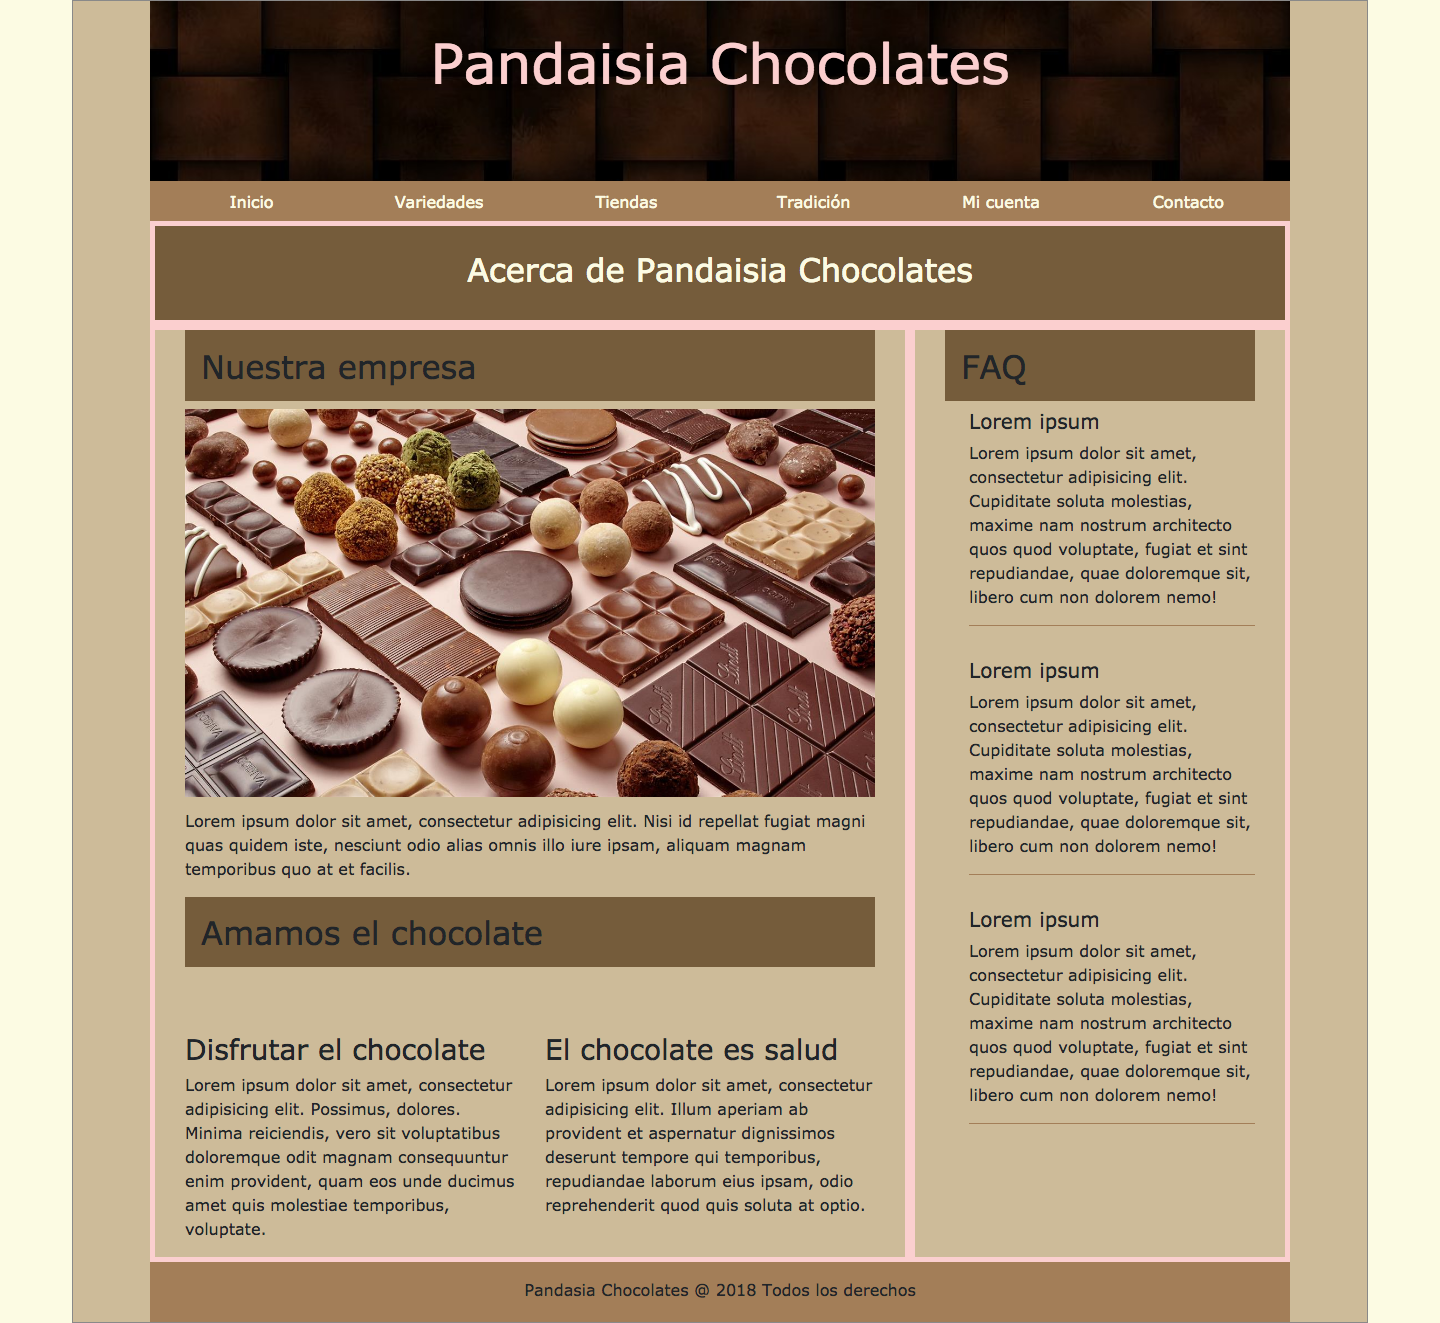 Pandaisia Chocolates
Inicio Variedades Tiendas Tradición Mi cuenta Contacto
Acerca de Pandaisia Chocolates
Nuestra empresa
GODIVA
GODIVA
Lindt
Lindt
Lindt
Lindt
Lorem ipsum dolor sit amet, consectetur adipisicing elit. Nisi id repellat fugiat magni
quas quidem iste, nesciunt odio alias omnis illo iure ipsam, aliquam magnam
temporibus quo at et facilis.
Amamos el chocolate
Disfrutar el chocolate
Lorem ipsum dolor sit amet, consectetur
adipisicing elit. Possimus, dolores.
Minima reiciendis, vero sit voluptatibus
doloremque odit magnam consequuntur
enim provident, quam eos unde ducimus
amet quis molestiae temporibus,
voluptate.
El chocolate es salud
Lorem ipsum dolor sit amet, consectetur
adipisicing elit. Illum aperiam ab
provident et aspernatur dignissimos
deserunt tempore qui temporibus,
repudiandae laborum eius ipsam, odio
reprehenderit quod quis soluta at optio.
FAQ
Lorem ipsum
Lorem ipsum dolor sit amet,
consectetur adipisicing elit.
Cupiditate soluta molestias,
maxime nam nostrum architecto
quos quod voluptate, fugiat et sint
repudiandae, quae doloremque sit,
libero cum non dolorem nemo!
Lorem ipsum
Lorem ipsum dolor sit amet,
consectetur adipisicing elit.
Cupiditate soluta molestias,
maxime nam nostrum architecto
quos quod voluptate, fugiat et sint
repudiandae, quae doloremque sit,
libero cum non dolorem nemo!
Lorem ipsum
Lorem ipsum dolor sit amet,
consectetur adipisicing elit.
Cupiditate soluta molestias,
maxime nam nostrum architecto
quos quod voluptate, fugiat et sint
repudiandae, quae doloremque sit,
libero cum non dolorem nemo!
Pandasia Chocolates @ 2018 Todos los derechos